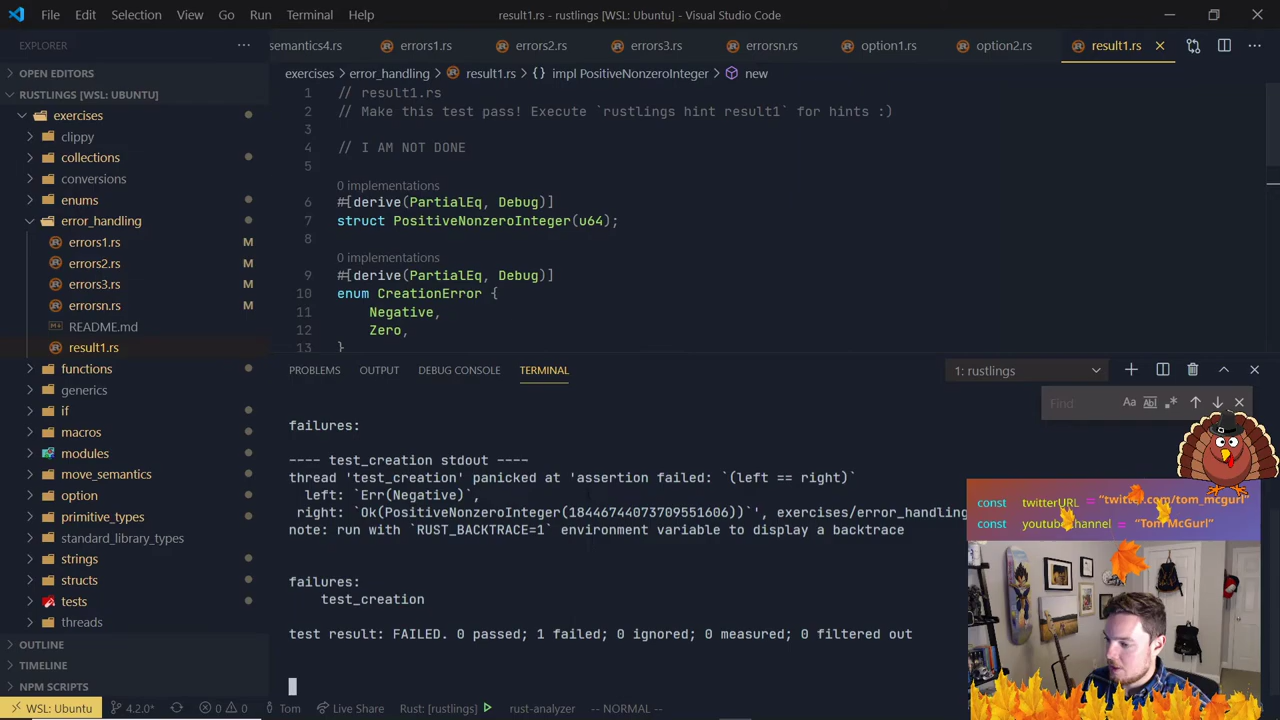 File Edit Selection View Go Run Terminal Help
result1.rs - rustlings [WSL: Ubuntu] - Visual Studio Code
EXPLORER
semantics4.rs errors1.rs errors2.rs errors3.rs errorsn.rs option1.rs option2.rs result1.rs
OPEN EDITORS
RUSTLINGS [WSL: UBUNTU]
exercises
clippy
collections
conversions
enums
error_handling
errors1.rs M
errors2.rs M
errors3.rs M
errorsn.rs M
README.md
result1.rs
functions
generics
if
macros
modules
move_semantics
option
primitive_types
standard_library_types
strings
structs
tests
threads
OUTLINE
TIMELINE
NPM SCRIPTS
exercises > error_handling > result1.rs > {} impl PositiveNonzeroInteger > new
1 // result1.rs
2 // Make this test pass! Execute `rustlings hint result1` for hints :)
3
4 // I AM NOT DONE
5
0 implementations
6 #[derive(PartialEq, Debug)]
7 struct PositiveNonzeroInteger(u64);
8
0 implementations
9 #[derive(PartialEq, Debug)]
10 enum CreationError {
11 Negative,
12 Zero,
13 }
PROBLEMS OUTPUT DEBUG CONSOLE TERMINAL
1: rustlings
Find
Aa Abl
failures:
---- test_creation stdout ----
thread 'test_creation' panicked at 'assertion failed: `(left == right)`
left: `Err(Negative)`,
right: `Ok(PositiveNonzeroInteger(18446744073709551606))`', exercises/error_handling
note: run with `RUST_BACKTRACE=1` environment variable to display a backtrace
failures:
test_creation
test result: FAILED. 0 passed; 1 failed; 0 ignored; 0 measured; 0 filtered out
const twitterURL = "twitter.com/tom_mcgurl"
const youtubeChannel = "Tom McGurl"
WSL: Ubuntu 4.2.0* 0 0 Tom Live Share Rust: [rustlings] rust-analyzer -- NORMAL --